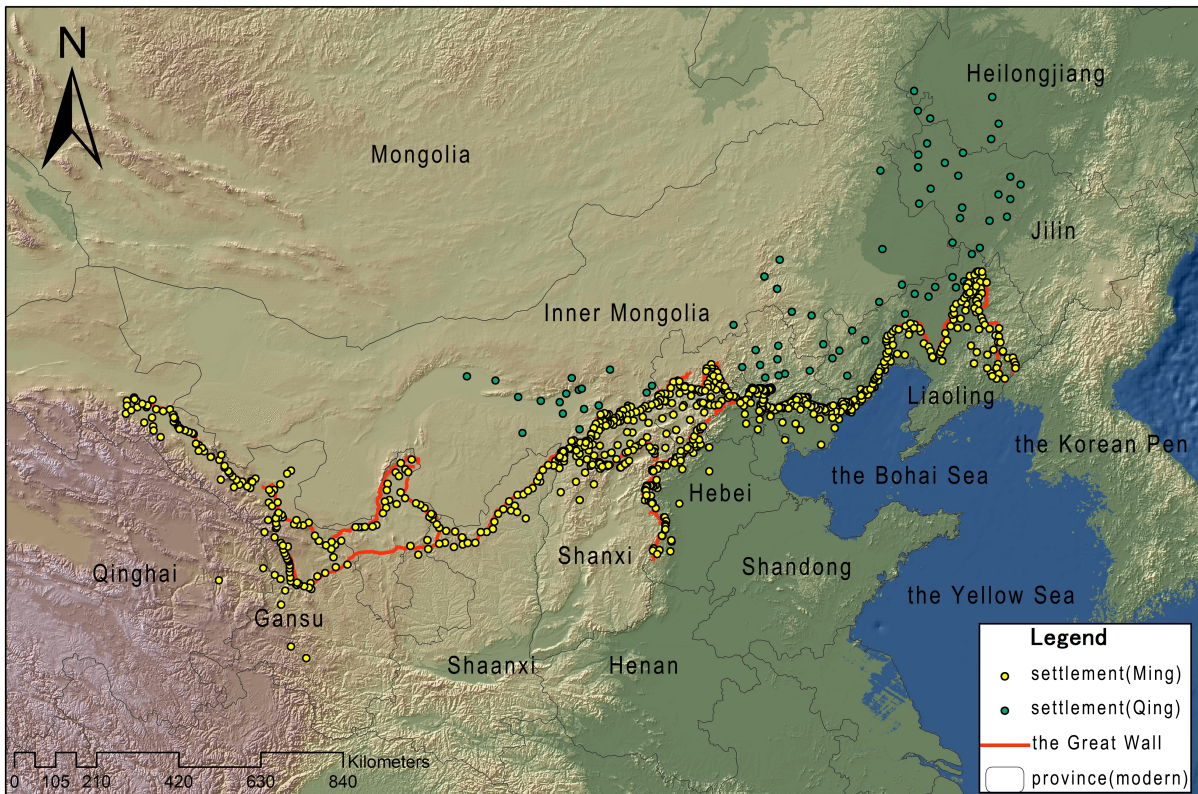 N
Heilongjiang
Mongolia
Jilin
Inner Mongolia
Liaoling
the Korean Pen
the Bohai Sea
Hebei
Shanxi
Shandong
Qinghai
the Yellow Sea
Gansu
Shaanxi
Henan
Legend
settlement(Ming)
settlement(Qing)
the Great Wall
province(modern)
Kilometers
0 105 210 420 630 840